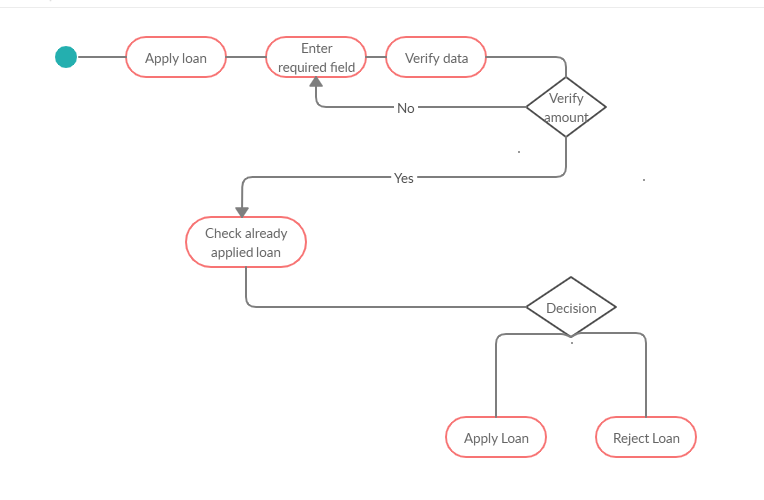 Apply loan
Enter
required field
Verify data
Verify
amount
No
Yes
Check already
applied loan
Decision
Apply Loan
Reject Loan